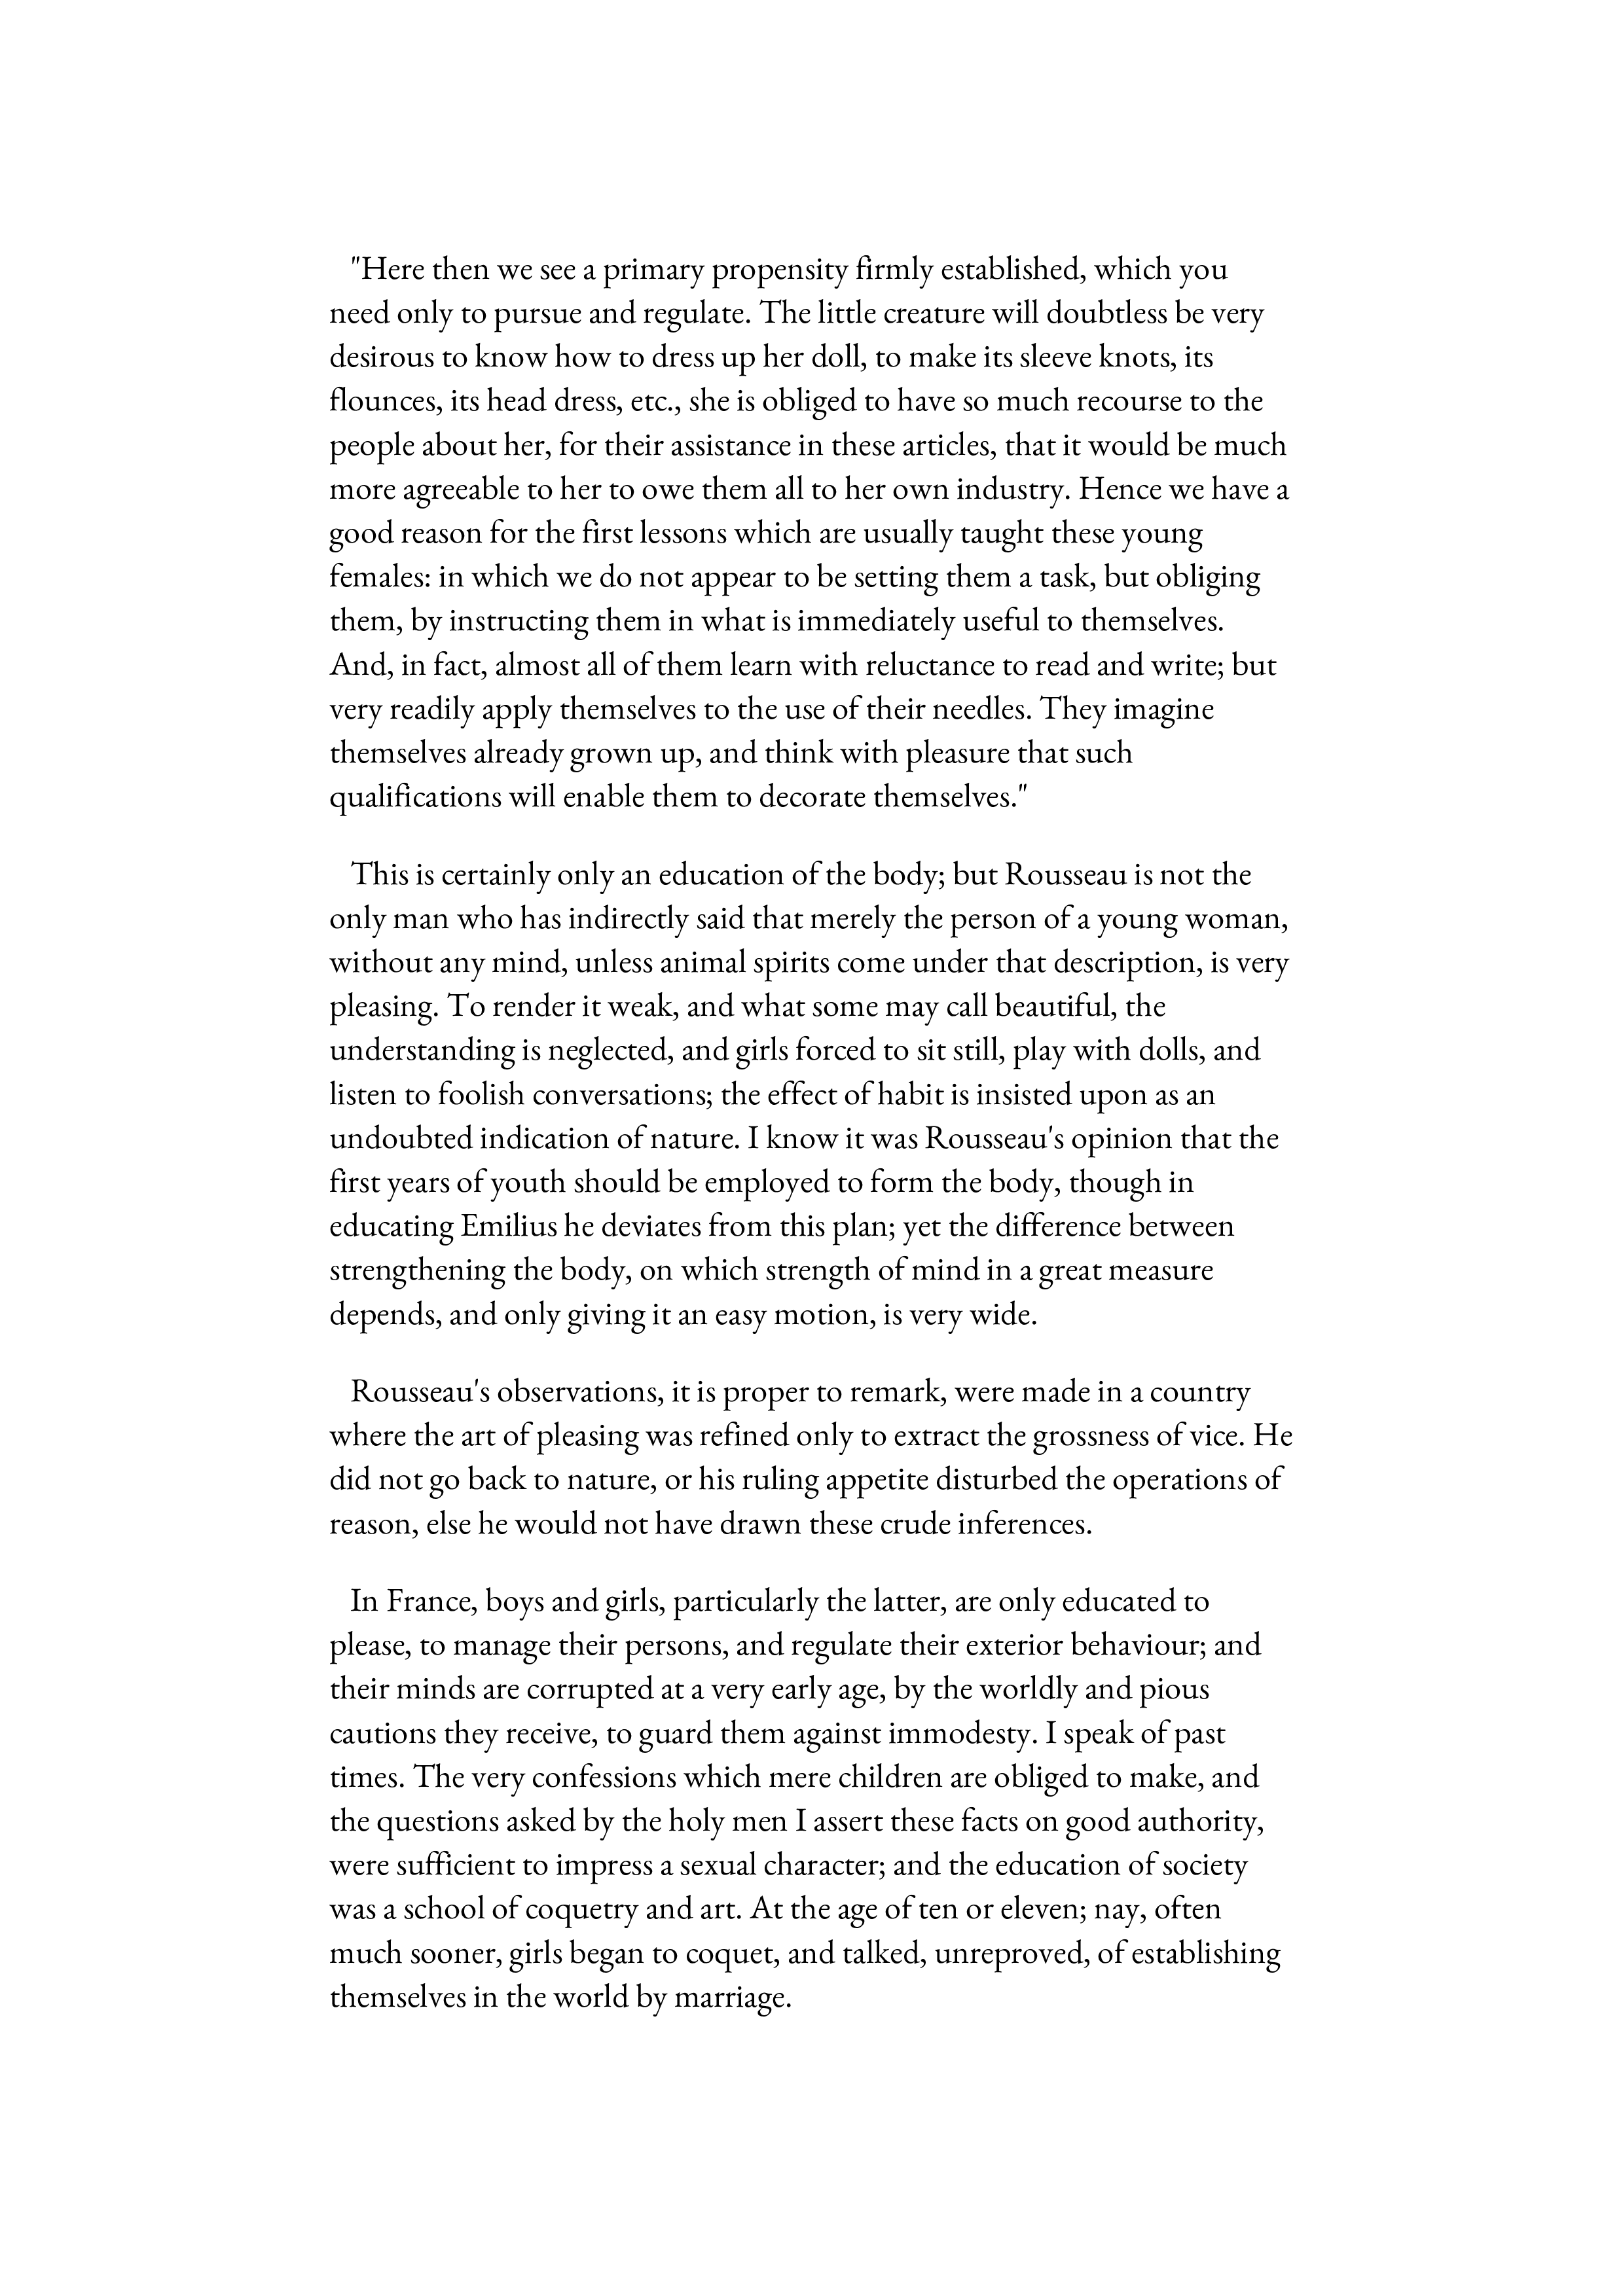 "Here then we see a primary propensity firmly established, which you
need only to pursue and regulate. The little creature will doubtless be very
desirous to know how to dress up her doll, to make its sleeve knots, its
flounces, its head dress, etc., she is obliged to have so much recourse to the
people about her, for their assistance in these articles, that it would be much
more agreeable to her to owe them all to her own industry. Hence we have a
good reason for the first lessons which are usually taught these young
females: in which we do not appear to be setting them a task, but obliging
them, by instructing them in what is immediately useful to themselves.
And, in fact, almost all of them learn with reluctance to read and write; but
very readily apply themselves to the use of their needles. They imagine
themselves already grown up, and think with pleasure that such
qualifications will enable them to decorate themselves."
This is certainly only an education of the body; but Rousseau is not the
only man who has indirectly said that merely the person of a young woman,
without any mind, unless animal spirits come under that description, is very
pleasing. To render it weak, and what some may call beautiful, the
understanding is neglected, and girls forced to sit still, play with dolls, and
listen to foolish conversations; the effect of habit is insisted upon as an
undoubted indication of nature. I know it was Rousseau's opinion that the
first years of youth should be employed to form the body, though in
educating Emilius he deviates from this plan; yet the difference between
strengthening the body, on which strength of mind in a great measure
depends, and only giving it an easy motion, is very wide.
Rousseau's observations, it is proper to remark, were made in a country
where the art of pleasing was refined only to extract the grossness of vice. He
did not go back to nature, or his ruling appetite disturbed the operations of
reason, else he would not have drawn these crude inferences.
In France, boys and girls, particularly the latter, are only educated to
please, to manage their persons, and regulate their exterior behaviour; and
their minds are corrupted at a very early age, by the worldly and pious
cautions they receive, to guard them against immodesty. I speak of past
times. The very confessions which mere children are obliged to make, and
the questions asked by the holy men I assert these facts on good authority,
were sufficient to impress a sexual character; and the education of society
was a school of coquetry and art. At the age of ten or eleven; nay, often
much sooner, girls began to coquet, and talked, unreproved, of establishing
themselves in the world by marriage.